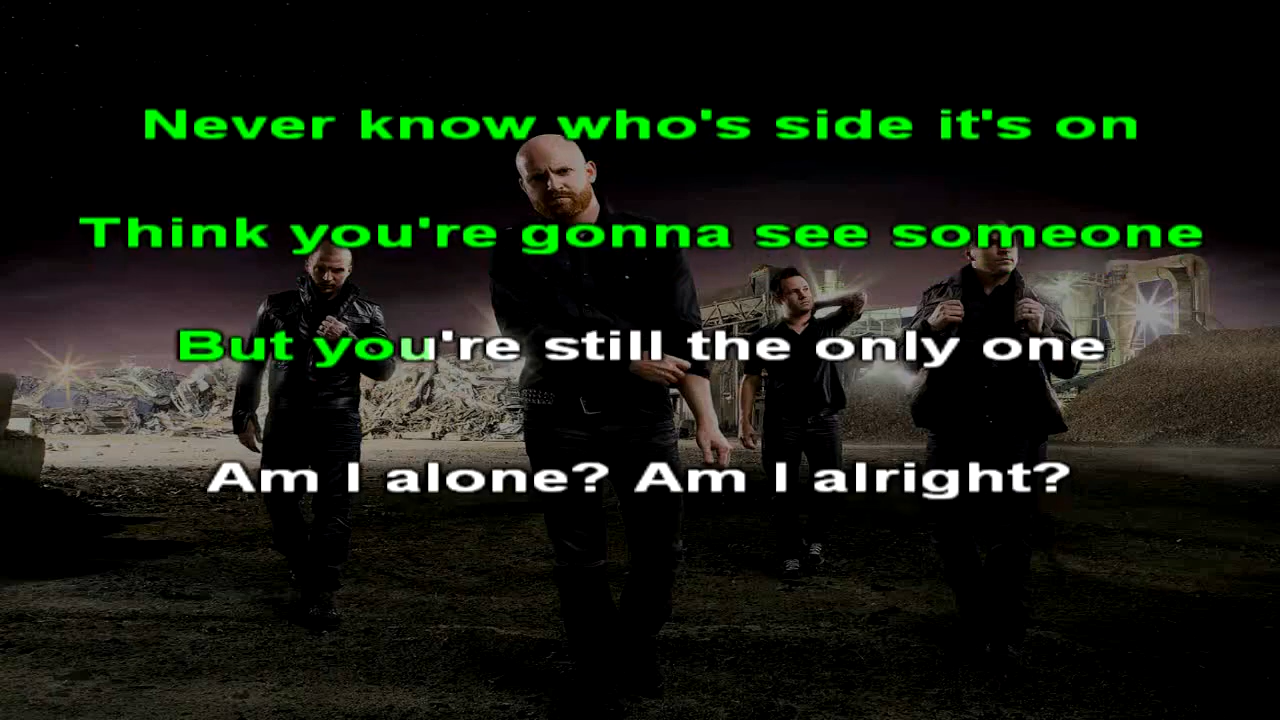 Never know who's side it's on
Think you're gonna see someone
But you're still the only one
Am I alone? Am I alright?